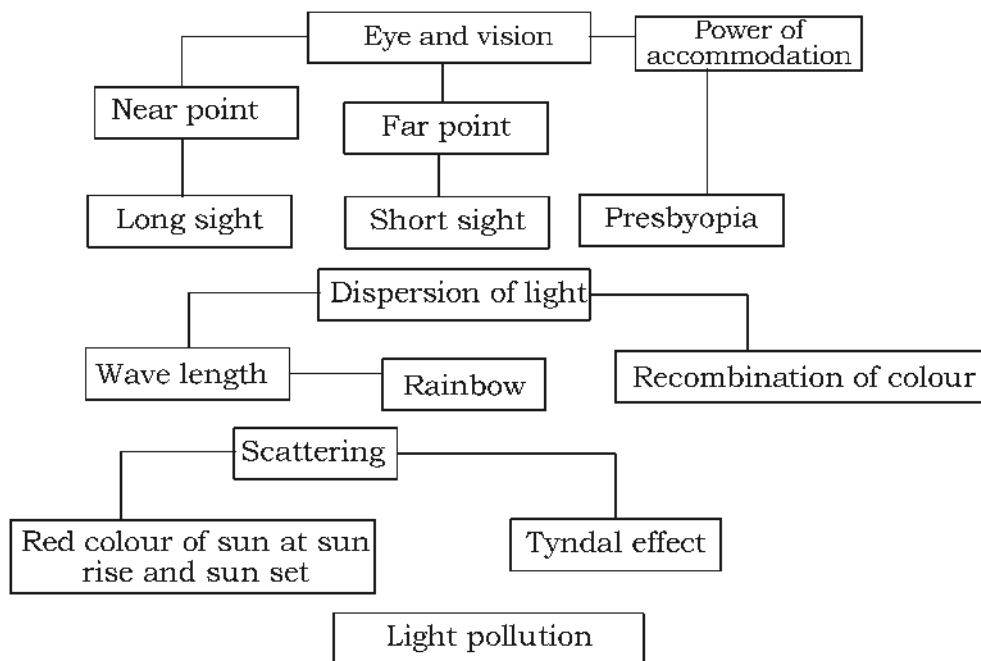 Eye and vision
Power of
accommodation
Near point
Far point
Long sight
Short sight
Presbyopia
Dispersion of light
Wave length
Rainbow
Recombination of colour
Scattering
Red colour of sun at sun
rise and sun set
Tyndal effect
Light pollution